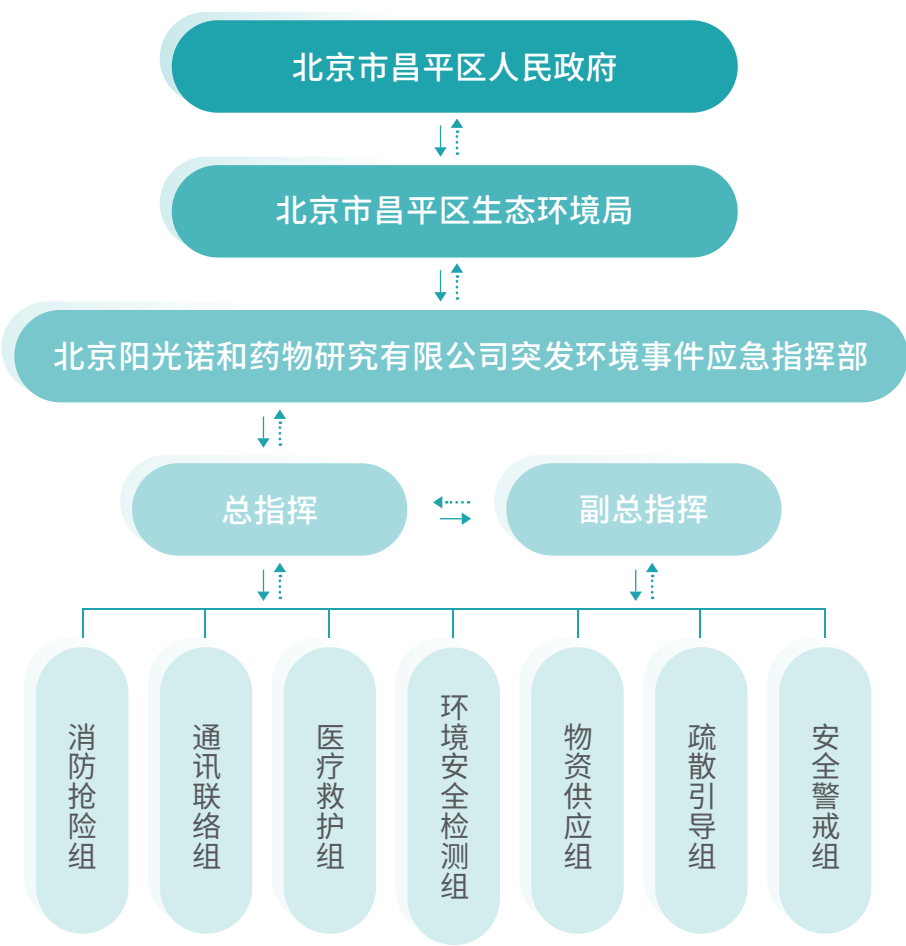 北京市昌平区人民政府
北京市昌平区生态环境局
北京阳光诺和药物研究有限公司突发环境事件应急指挥部
总指挥
副总指挥
消防抢险组
通讯联络组
医疗救护组
环境安全检测组
物资供应组
疏散引导组
安全警戒组